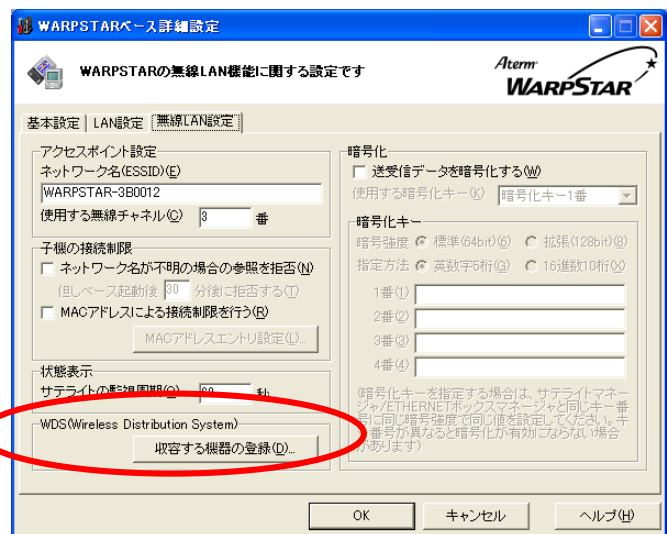 WARPSTARベース詳細設定
WARPSTARの無線LAN機能に関する設定です
Aterm
WARPSTAR
基本設定 LAN設定 無線LAN設定
アクセスポイント設定
ネットワーク名(ESSID)(E)
WARPSTAR-3B0012
使用する無線チャネル(C) 3 番
子機の接続制限
ネットワーク名が不明の場合の参照を拒否(N)
但しベース起動後 30 分後に拒否する(T)
MACアドレスによる接続制限を行う(R)
MACアドレスエントリ設定(L)...
状態表示
サテライトの監視周期(O) 60 秒
WDS(Wireless Distribution System)
収容する機器の登録(D)...
暗号化
送受信データを暗号化する(W)
使用する暗号化キー(K) 暗号化キー1番
暗号化キー
暗号強度 標準(64bit)(6) 拡張(128bit)(8)
指定方法 英数字5桁(G) 16進数10桁(X)
1番(1)
2番(2)
3番(3)
4番(4)
(暗号化キーを指定する場合は、サテライトマネー
ジャ/ETHERNETボックスマネージャと同じキー番
号に同じ暗号強度で同じ値を設定してください。キ
番号が異なると暗号化が有効にならない場合
があります)
OK キャンセル ヘルプ(H)